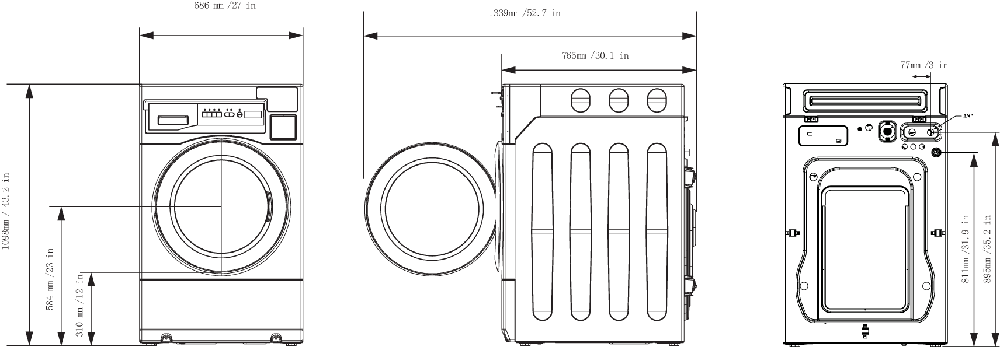 686 mm /27 in
1098mm / 43.2 in
584 mm /23 in
310 mm /12 in
1339mm /52.7 in
765mm /30.1 in
77mm /3 in
3/4"
811mm /31.9 in
895mm /35.2 in